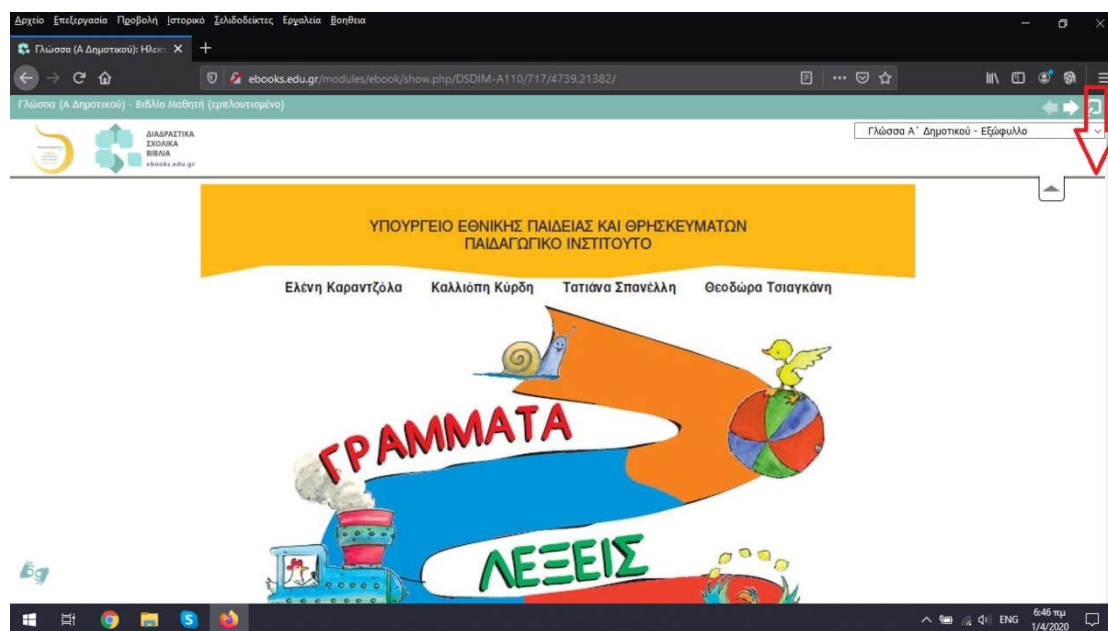 Αρχείο Επεξεργασία Προβολή Ιστορικό Σελιδοδείκτες Εργαλεία Βοήθεια
Γλώσσα (Α Δημοτικού): Ηλεκτ
ebooks.edu.gr/modules/ebook/show.php/DSDIM-A110/717/4739.21382/
Γλώσσα (Α Δημοτικού) - Βιβλίο Μαθητή (εμπλουτισμένο)
ΔΙΑΔΡΑΣΤΙΚΑ
ΣΧΟΛΙΚΑ
ΒΙΒΛΙΑ
ebooks.edu.gr
Γλώσσα Α΄ Δημοτικού - Εξώφυλλο
ΥΠΟΥΡΓΕΙΟ ΕΘΝΙΚΗΣ ΠΑΙΔΕΙΑΣ ΚΑΙ ΘΡΗΣΚΕΥΜΑΤΩΝ
ΠΑΙΔΑΓΩΓΙΚΟ ΙΝΣΤΙΤΟΥΤΟ
Ελένη Καραντζόλα Καλλιόπη Κύρδη Τατιάνα Σπανέλλη Θεοδώρα Τσιαγκάνη
ΓΡΑΜΜΑΤΑ
ΛΕΞΕΙΣ
ENG
6:46 πμ
1/4/2020